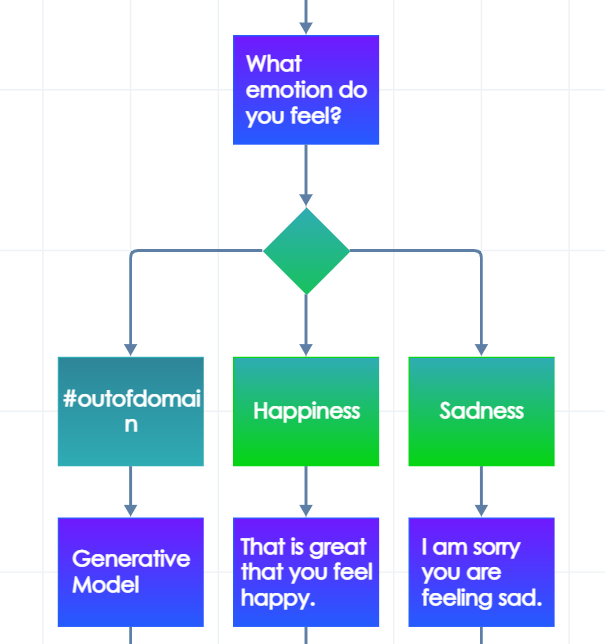 What
emotion do
you feel?
#outofdomai
n
Happiness
Sadness
Generative
Model
That is great
that you feel
happy.
I am sorry
you are
feeling sad.